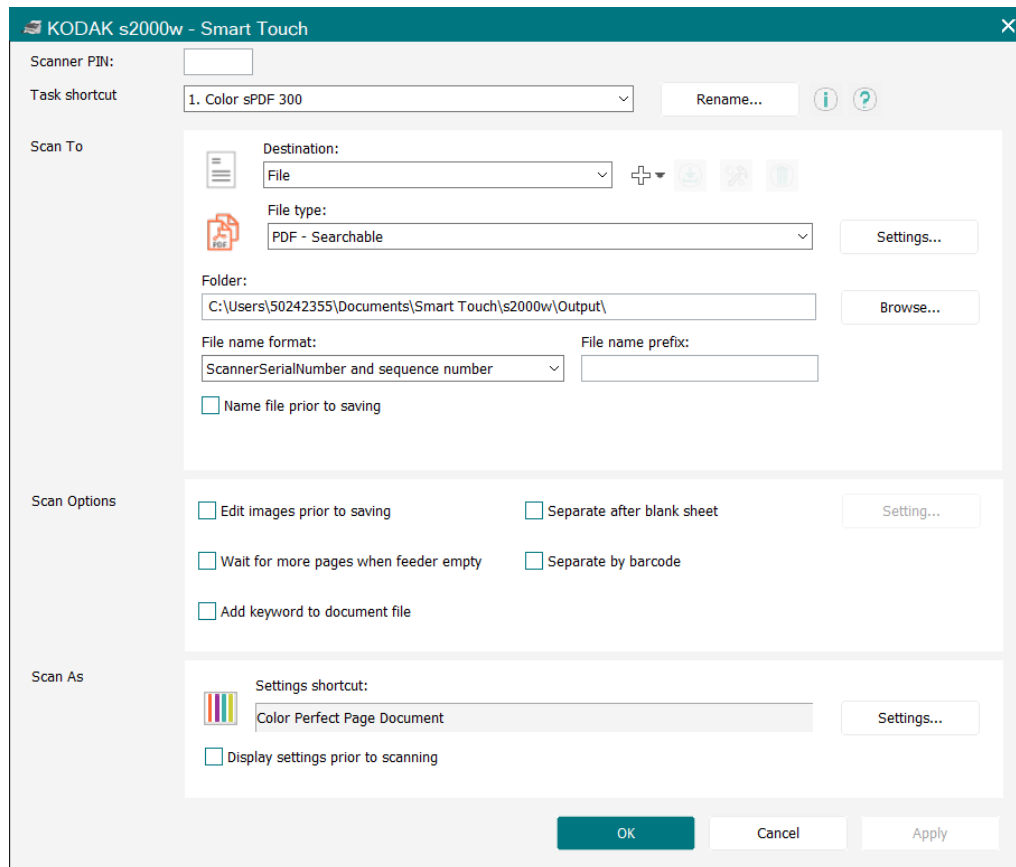 KODAK s2000w - Smart Touch
Scanner PIN:
Task shortcut
1. Color sPDF 300
Rename...
Scan To
Destination:
File
File type:
PDF
PDF - Searchable
Settings...
Folder:
C:\Users\50242355\Documents\Smart Touch\s2000w\Output\
Browse...
File name format:
File name prefix:
ScannerSerialNumber and sequence number
Name file prior to saving
Scan Options
Edit images prior to saving
Separate after blank sheet
Setting...
Wait for more pages when feeder empty
Separate by barcode
Add keyword to document file
Scan As
Settings shortcut:
Color Perfect Page Document
Settings...
Display settings prior to scanning
OK
Cancel
Apply